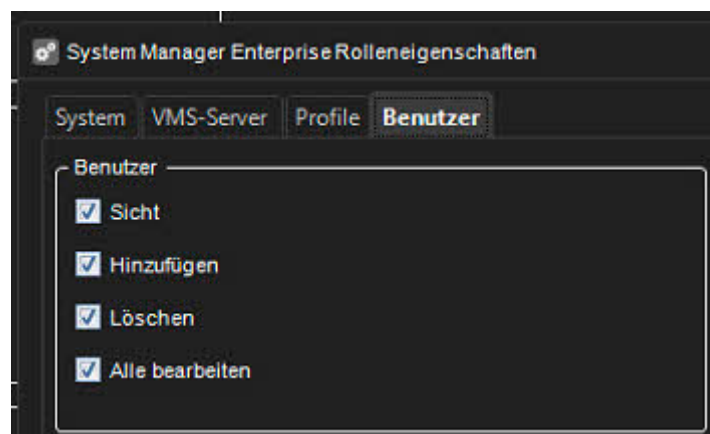 System Manager Enterprise Rolleneigenschaften
System VMS-Server Profile Benutzer
Benutzer
Sicht
Hinzufügen
Löschen
Alle bearbeiten